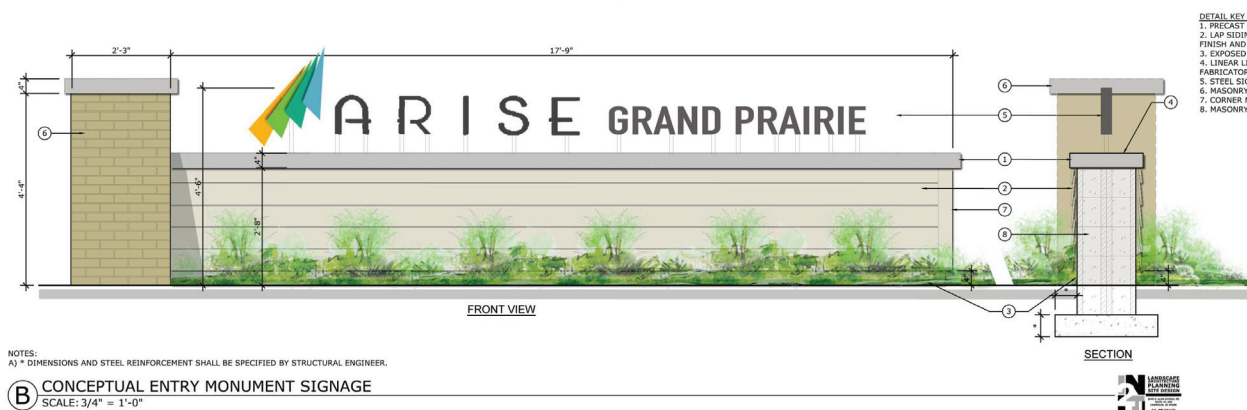 DETAIL KEY
1. PRECAST
2. LAP SIDIN
FINISH AND
3. EXPOSED
4. LINEAR LI
FABRICATOR
5. STEEL SIG
6. MASONRY
7. CORNER
8. MASONRY
2'-3"
17'-9"
4"
6
4'-4"
ARISE GRAND PRAIRIE
4"
4'-6"
2'-8"
6
4
5
1
2
7
8
3
*
*
FRONT VIEW
SECTION
NOTES:
A) * DIMENSIONS AND STEEL REINFORCEMENT SHALL BE SPECIFIED BY STRUCTURAL ENGINEER.
B CONCEPTUAL ENTRY MONUMENT SIGNAGE
SCALE: 3/4" = 1'-0"
LANDSCAPE
ARCHITECTURE
PLANNING
SITE DESIGN